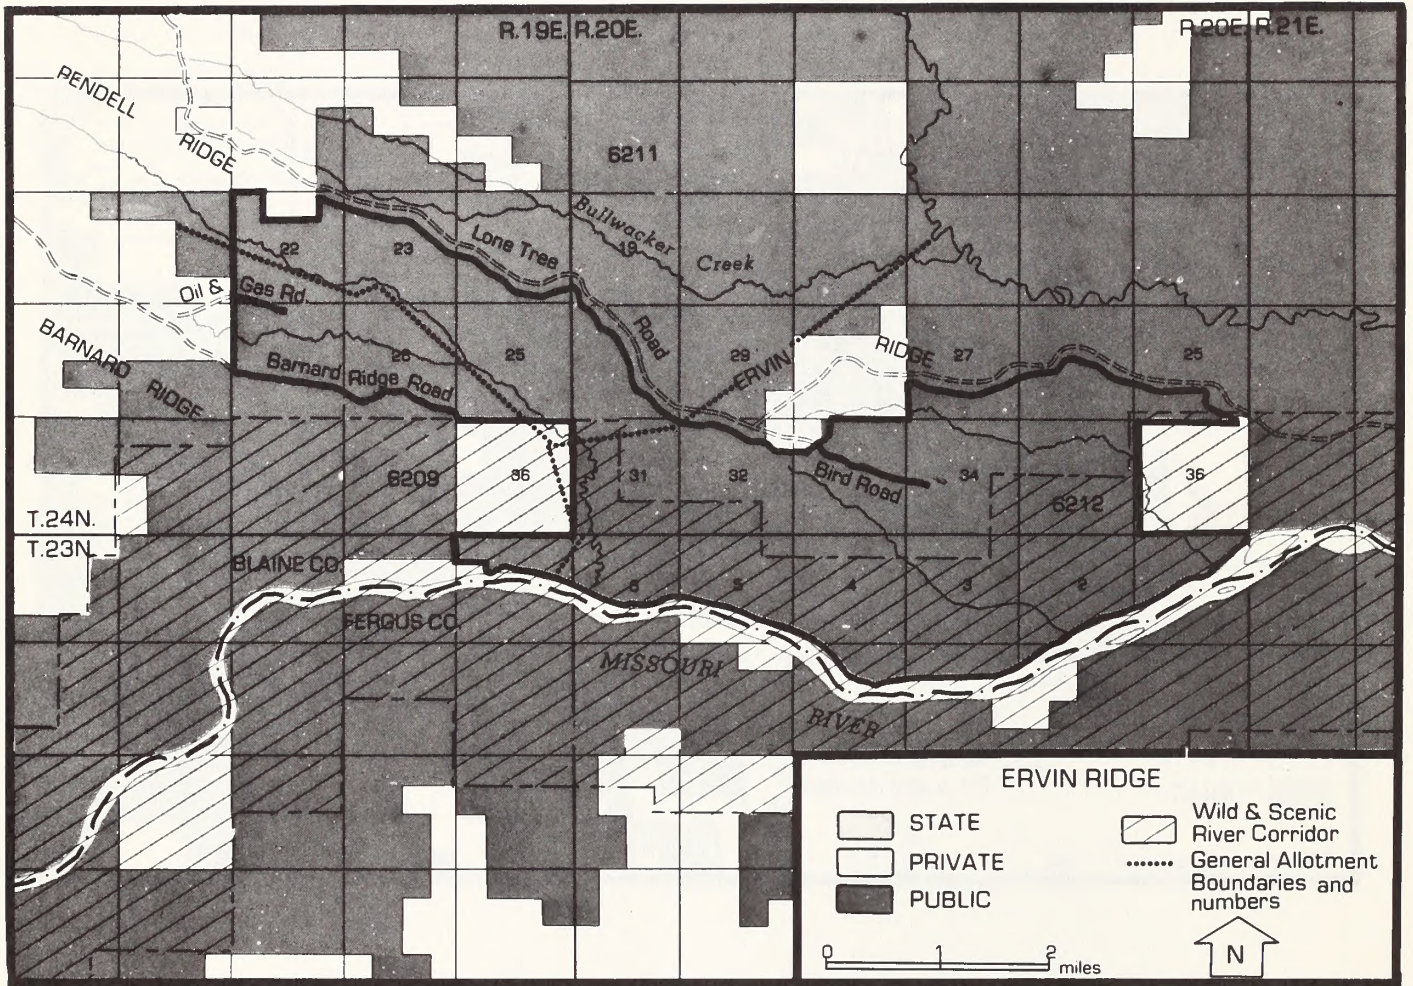 R.19E. R.20E.
R.20E. R.21E.
PENDELL
RIDGE
6211
Bullwacker
Creek
22
23
Lone Tree
19
Oil & Gas Rd.
Road
BARNARD
RIDGE
26
25
29
ERVIN
RIDGE
27
25
Barnard Ridge Road
6209
36
31
32
Bird Road
34
6212
36
T.24N.
T.23N.
BLAINE CO.
FERGUS CO.
6
5
4
3
2
MISSOURI
RIVER
ERVIN RIDGE
STATE
PRIVATE
PUBLIC
Wild & Scenic
River Corridor
General Allotment
Boundaries and
numbers
0 1 2
miles
N